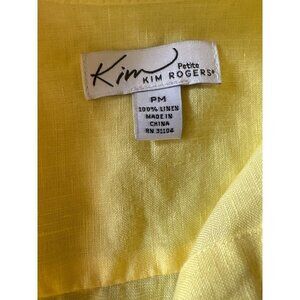 Kim
Petite
KIM ROGERS®
PM
100% LINEN
MADE IN
CHINA
RN 31104